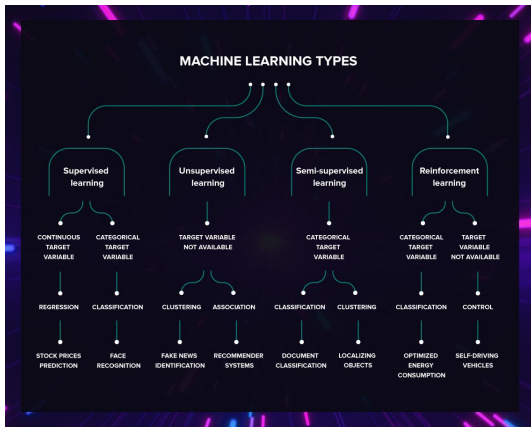 MACHINE LEARNING TYPES
Supervised
learning
Unsupervised
learning
Semi-supervised
learning
Reinforcement
learning
CONTINUOUS
TARGET
VARIABLE
CATEGORICAL
TARGET
VARIABLE
TARGET VARIABLE
NOT AVAILABLE
CATEGORICAL
TARGET
VARIABLE
CATEGORICAL
TARGET
VARIABLE
TARGET
VARIABLE
NOT AVAILABLE
REGRESSION
CLASSIFICATION
CLUSTERING
ASSOCIATION
CLASSIFICATION
CLUSTERING
CLASSIFICATION
CONTROL
STOCK PRICES
PREDICTION
FACE
RECOGNITION
FAKE NEWS
IDENTIFICATION
RECOMMENDER
SYSTEMS
DOCUMENT
CLASSIFICATION
LOCALIZING
OBJECTS
OPTIMIZED
ENERGY
CONSUMPTION
SELF-DRIVING
VEHICLES